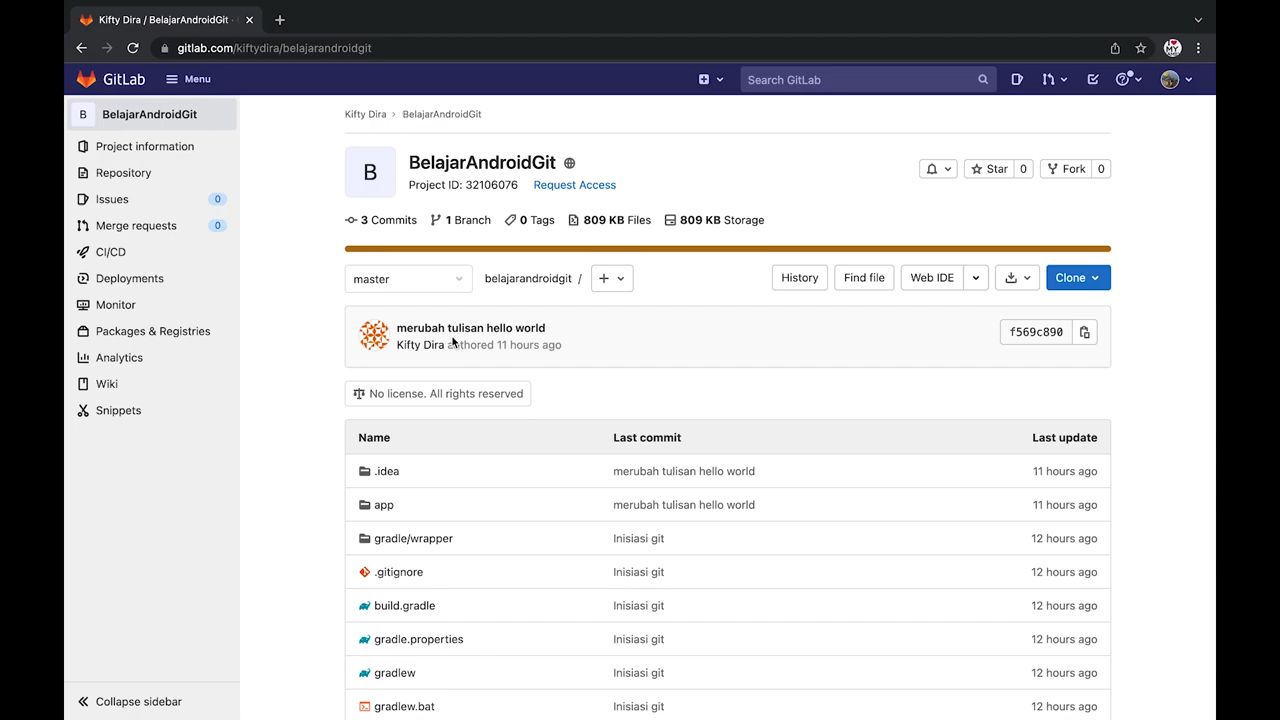 Kifty Dira / BelajarAndroidGit ·
gitlab.com/kiftydira/belajarandroidgit
GitLab Menu Search GitLab
B BelajarAndroidGit
Project information
Repository
Issues 0
Merge requests 0
CI/CD
Deployments
Monitor
Packages & Registries
Analytics
Wiki
Snippets
Collapse sidebar
Kifty Dira › BelajarAndroidGit
B
BelajarAndroidGit
Project ID: 32106076 Request Access
Star 0 Fork 0
3 Commits 1 Branch 0 Tags 809 KB Files 809 KB Storage
master belajarandroidgit / + History Find file Web IDE Clone
merubah tulisan hello world
Kifty Dira authored 11 hours ago
f569c890
No license. All rights reserved
Name Last commit Last update
.idea merubah tulisan hello world 11 hours ago
app merubah tulisan hello world 11 hours ago
gradle/wrapper Inisiasi git 12 hours ago
.gitignore Inisiasi git 12 hours ago
build.gradle Inisiasi git 12 hours ago
gradle.properties Inisiasi git 12 hours ago
gradlew Inisiasi git 12 hours ago
gradlew.bat Inisiasi git 12 hours ago